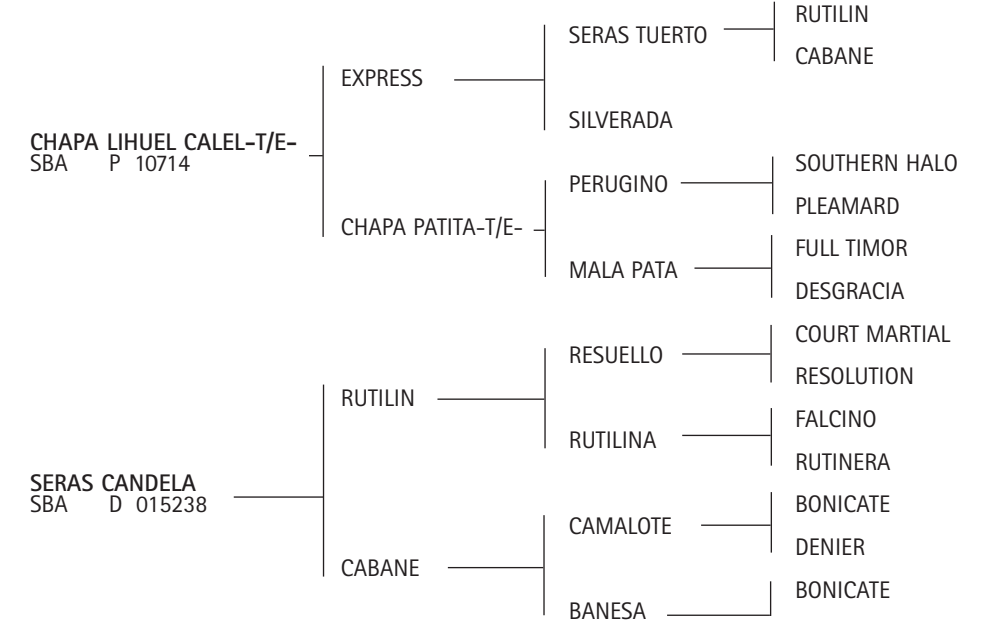 RUTILIN
SERAS TUERTO
CABANE
EXPRESS
SILVERADA
CHAPA LIHUEL CALEL-T/E-
SBA P 10714
SOUTHERN HALO
PERUGINO
PLEAMARD
CHAPA PATITA-T/E-
FULL TIMOR
MALA PATA
DESGRACIA
COURT MARTIAL
RESUELLO
RESOLUTION
RUTILIN
FALCINO
RUTILINA
RUTINERA
SERAS CANDELA
SBA D 015238
BONICATE
CAMALOTE
DENIER
CABANE
BONICATE
BANESA